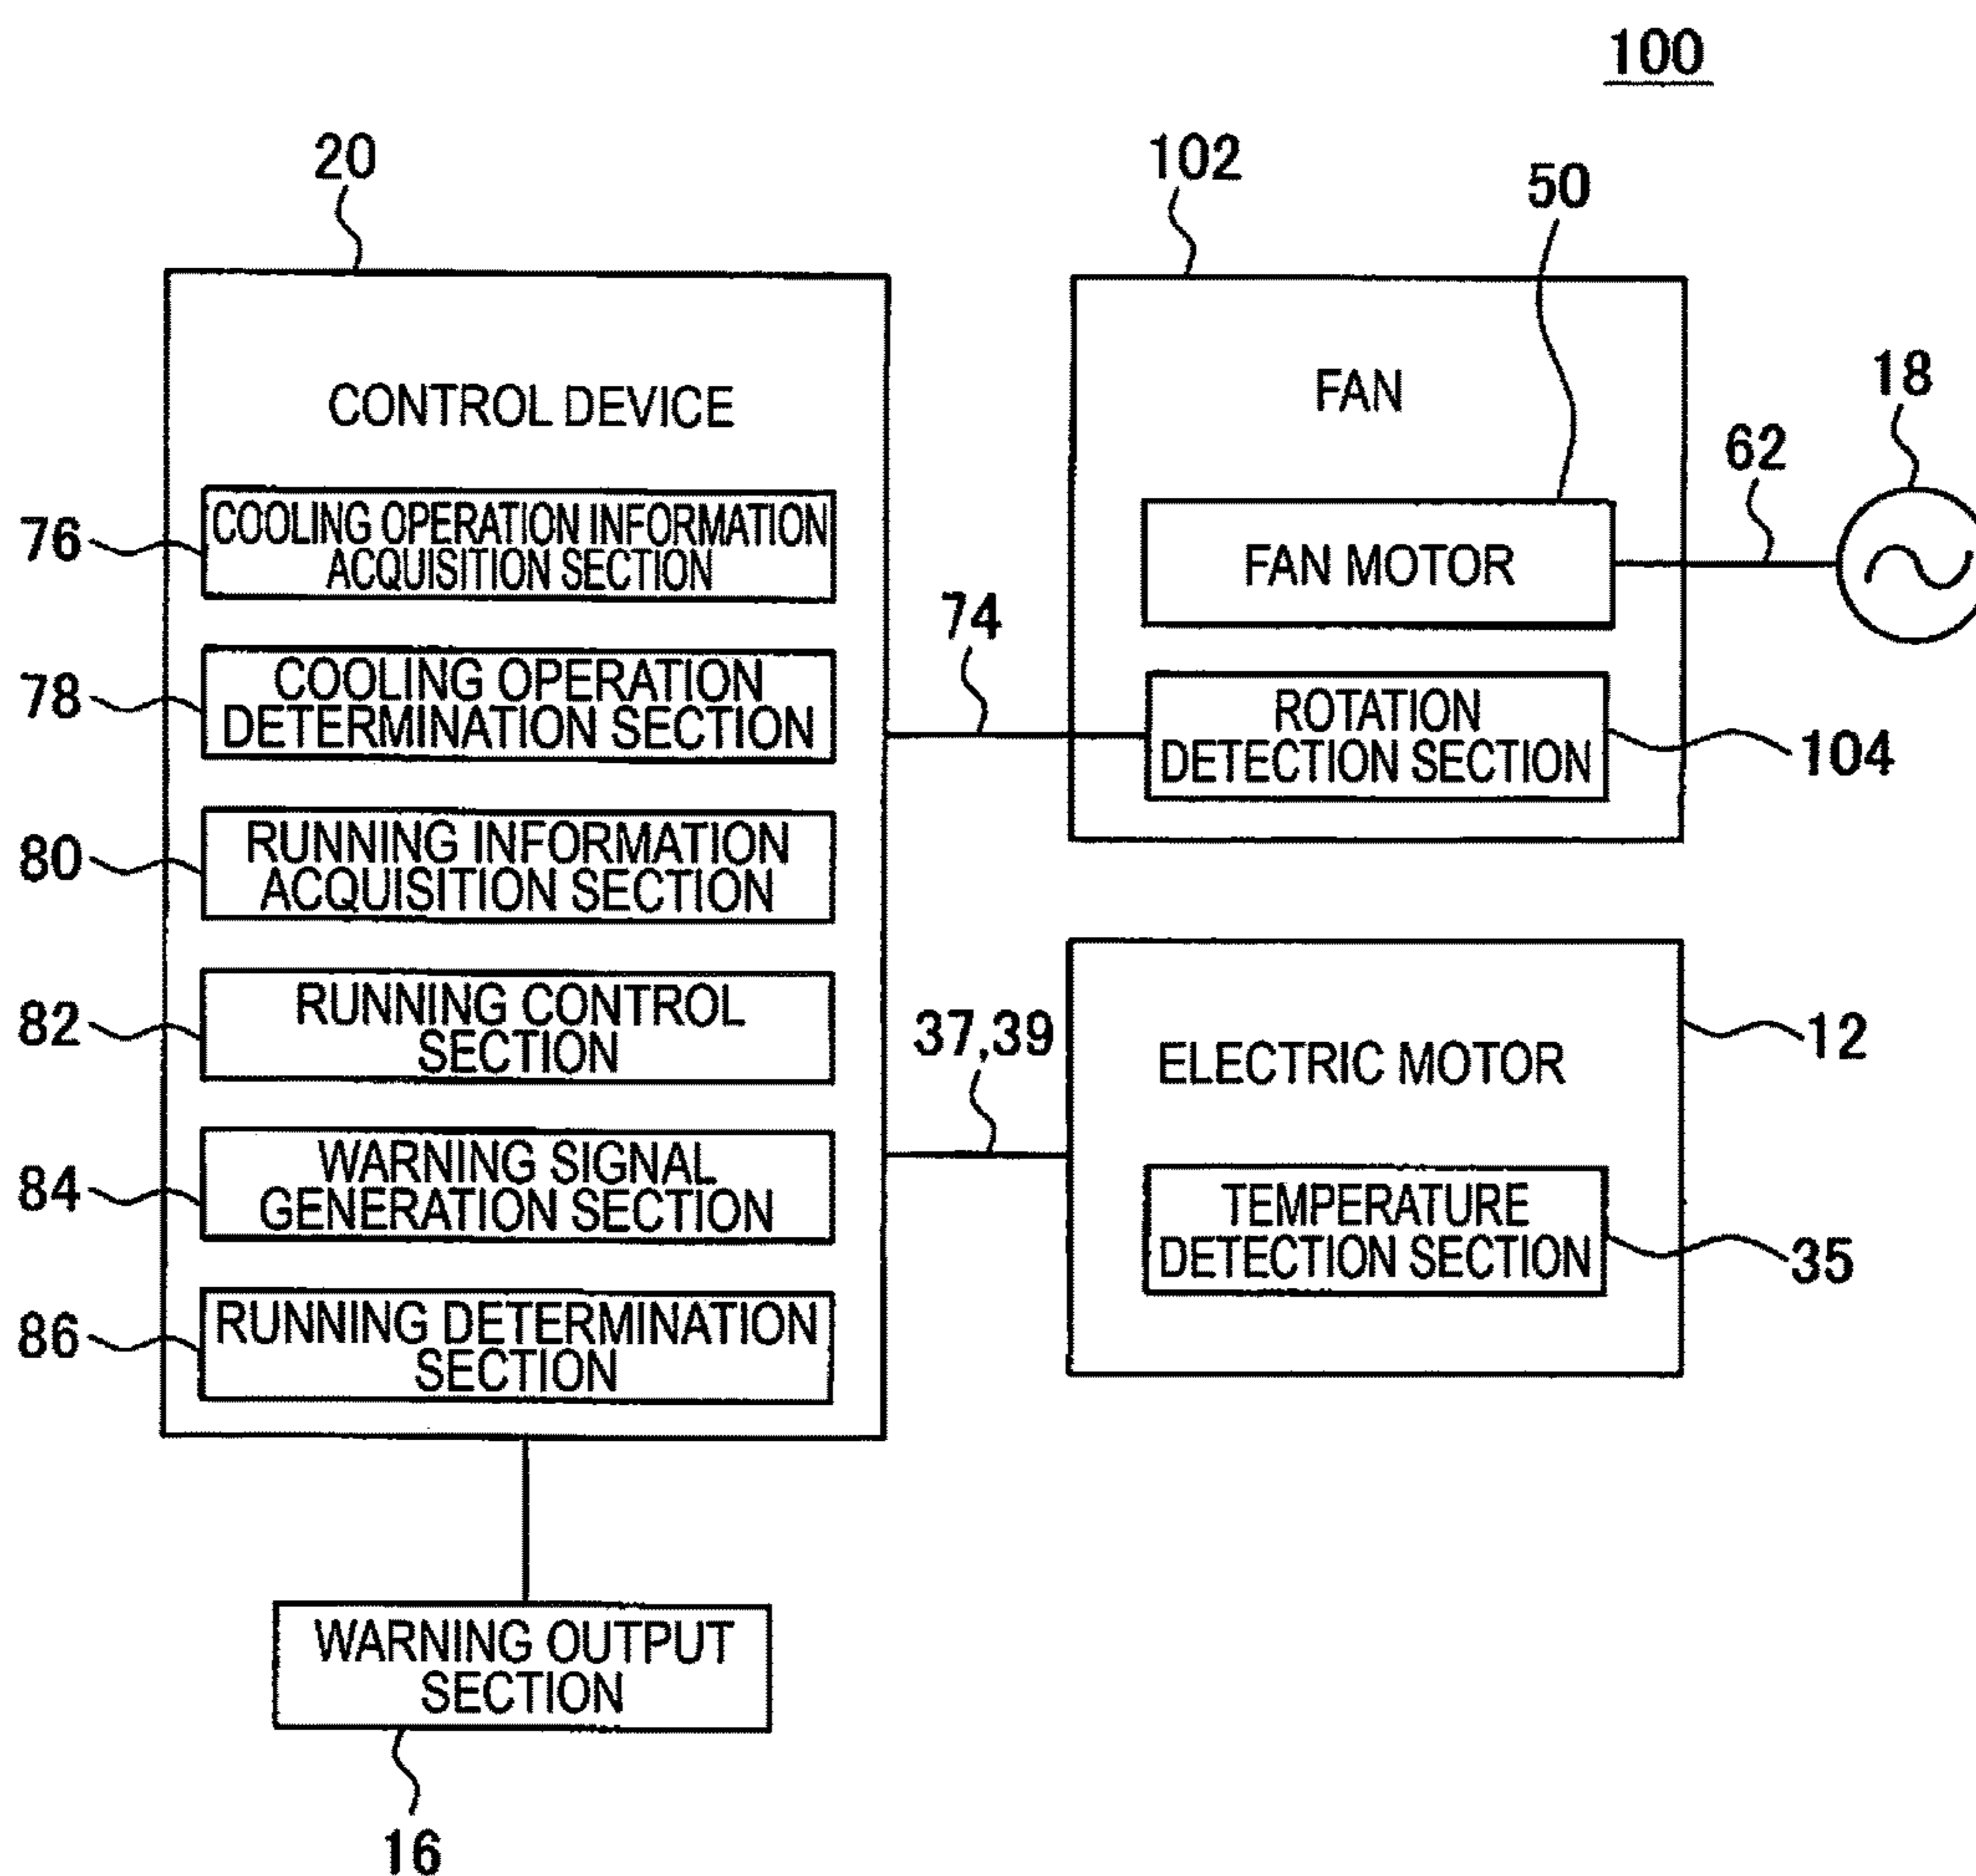 100
20
102
50
18
62
CONTROL DEVICE
FAN
76
COOLING OPERATION INFORMATION
ACQUISITION SECTION
FAN MOTOR
74
78
COOLING OPERATION
DETERMINATION SECTION
ROTATION
DETECTION SECTION
104
80
RUNNING INFORMATION
ACQUISITION SECTION
82
RUNNING CONTROL
SECTION
37,39
ELECTRIC MOTOR
12
84
WARNING SIGNAL
GENERATION SECTION
TEMPERATURE
DETECTION SECTION
35
86
RUNNING DETERMINATION
SECTION
WARNING OUTPUT
SECTION
16